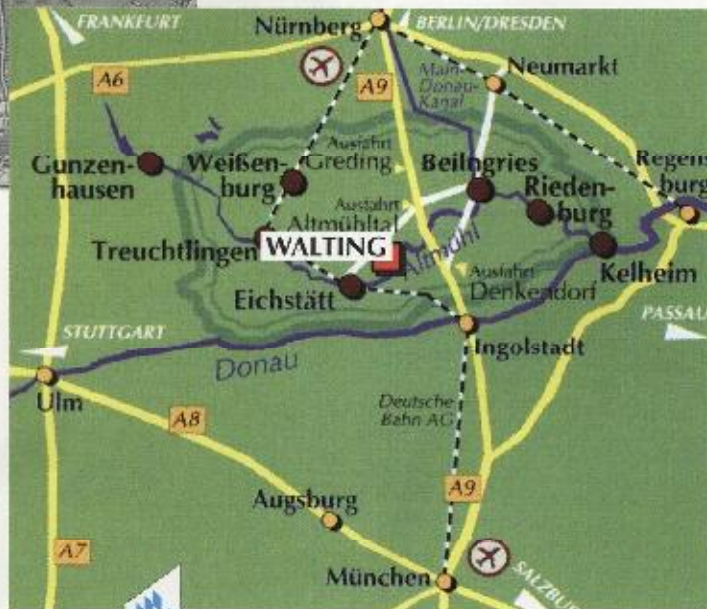 FRANKFURT
Nürnberg
BERLIN/DRESDEN
A6
A9
Main-
Donau-
Kanal
Neumarkt
Gunzen-
hausen
Weißen-
burg
Ausfahrt
Greding
Beilngries
Regens
burg
Rieden-
burg
Ausfahrt
Altmühltal
Treuchtlingen
WALTING
Altmühl
Kelheim
Eichstätt
Ausfahrt
Denkendorf
PASSAU
STUTTGART
Donau
Ingolstadt
Ulm
Deutsche
Bahn AG
A8
A9
Augsburg
A7
München
SALZBU